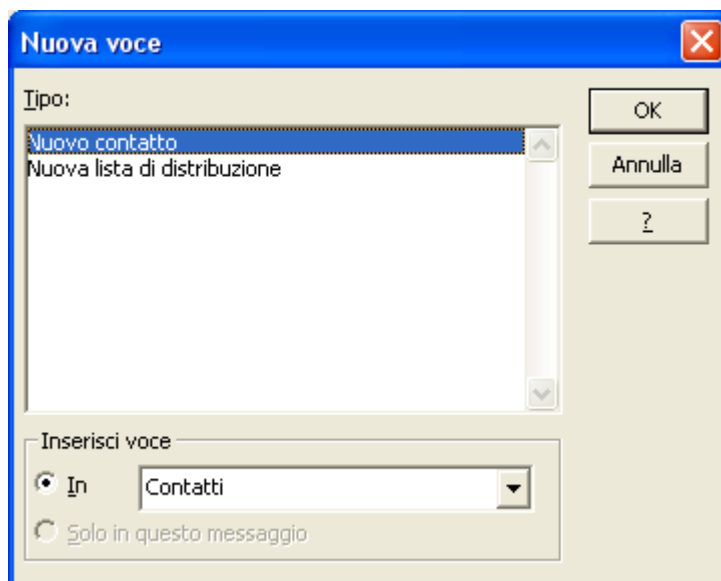 Nuova voce
Tipo:
Nuovo contatto
Nuova lista di distribuzione
OK
Annulla
?
Inserisci voce
In
Contatti
Solo in questo messaggio